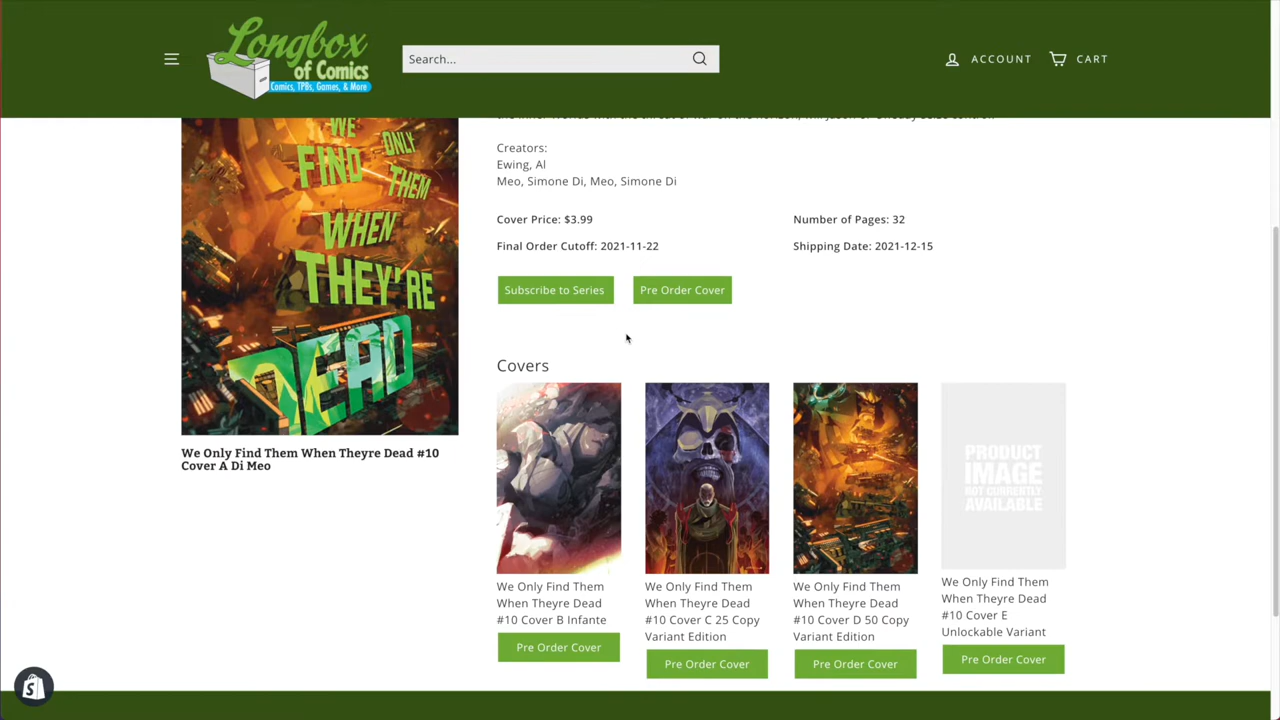 Longbox
of Comics
Comics, TPBs, Games, & More
Search...
ACCOUNT
CART
WE
ONLY
FIND
THEM
WHEN
THEY'RE
DEAD
We Only Find Them When Theyre Dead #10
Cover A Di Meo
Creators:
Ewing, Al
Meo, Simone Di, Meo, Simone Di
Cover Price: $3.99
Number of Pages: 32
Final Order Cutoff: 2021-11-22
Shipping Date: 2021-12-15
Subscribe to Series
Pre Order Cover
Covers
PRODUCT
IMAGE
NOT CURRENTLY
AVAILABLE
We Only Find Them
When Theyre Dead
#10 Cover B Infante
Pre Order Cover
We Only Find Them
When Theyre Dead
#10 Cover C 25 Copy
Variant Edition
Pre Order Cover
We Only Find Them
When Theyre Dead
#10 Cover D 50 Copy
Variant Edition
Pre Order Cover
We Only Find Them
When Theyre Dead
#10 Cover E
Unlockable Variant
Pre Order Cover